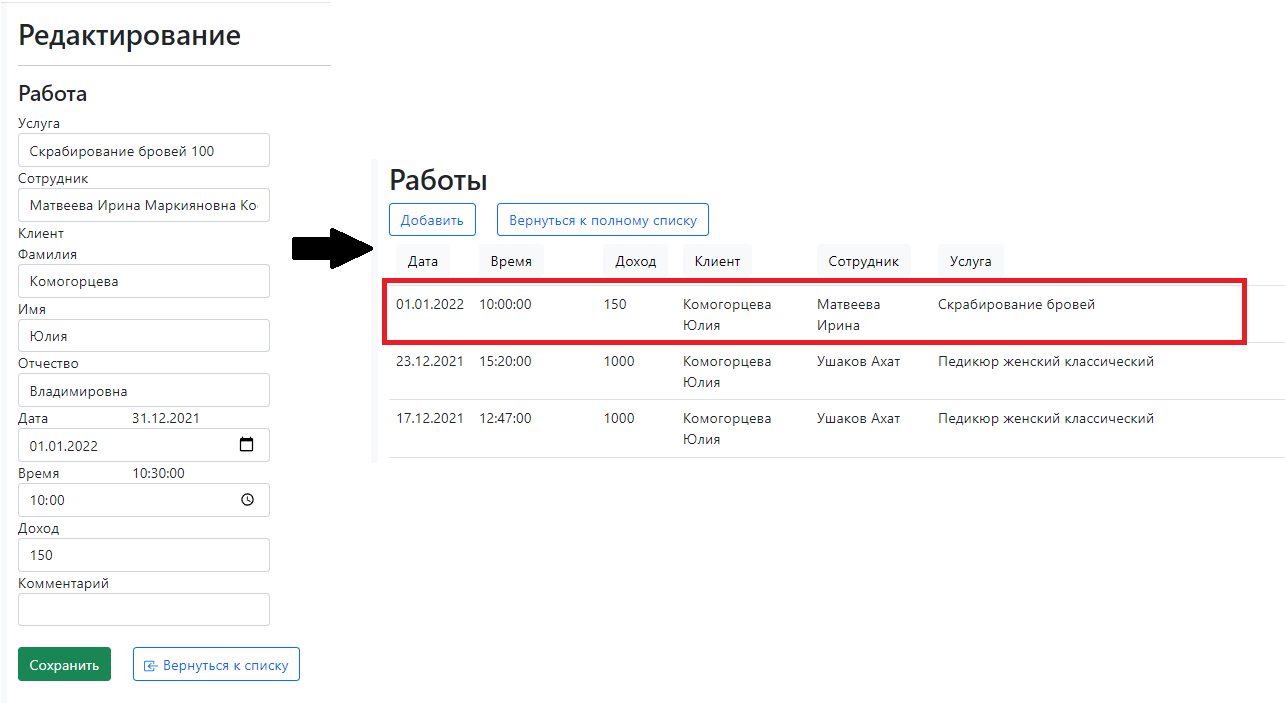 Редактирование
Работа
Услуга
Скрабирование бровей 100
Сотрудник
Матвеева Ирина Маркияновна Ко
Клиент
Фамилия
Комогорцева
Имя
Юлия
Отчество
Владимировна
Дата 31.12.2021
01.01.2022
Время 10:30:00
10:00
Доход
150
Комментарий
Сохранить Вернуться к списку
Работы
Добавить Вернуться к полному списку
Дата Время Доход Клиент Сотрудник Услуга
01.01.2022 10:00:00 150 Комогорцева Матвеева Скрабирование бровей
Юлия Ирина
23.12.2021 15:20:00 1000 Комогорцева Ушаков Ахат Педикюр женский классический
Юлия
17.12.2021 12:47:00 1000 Комогорцева Ушаков Ахат Педикюр женский классический
Юлия